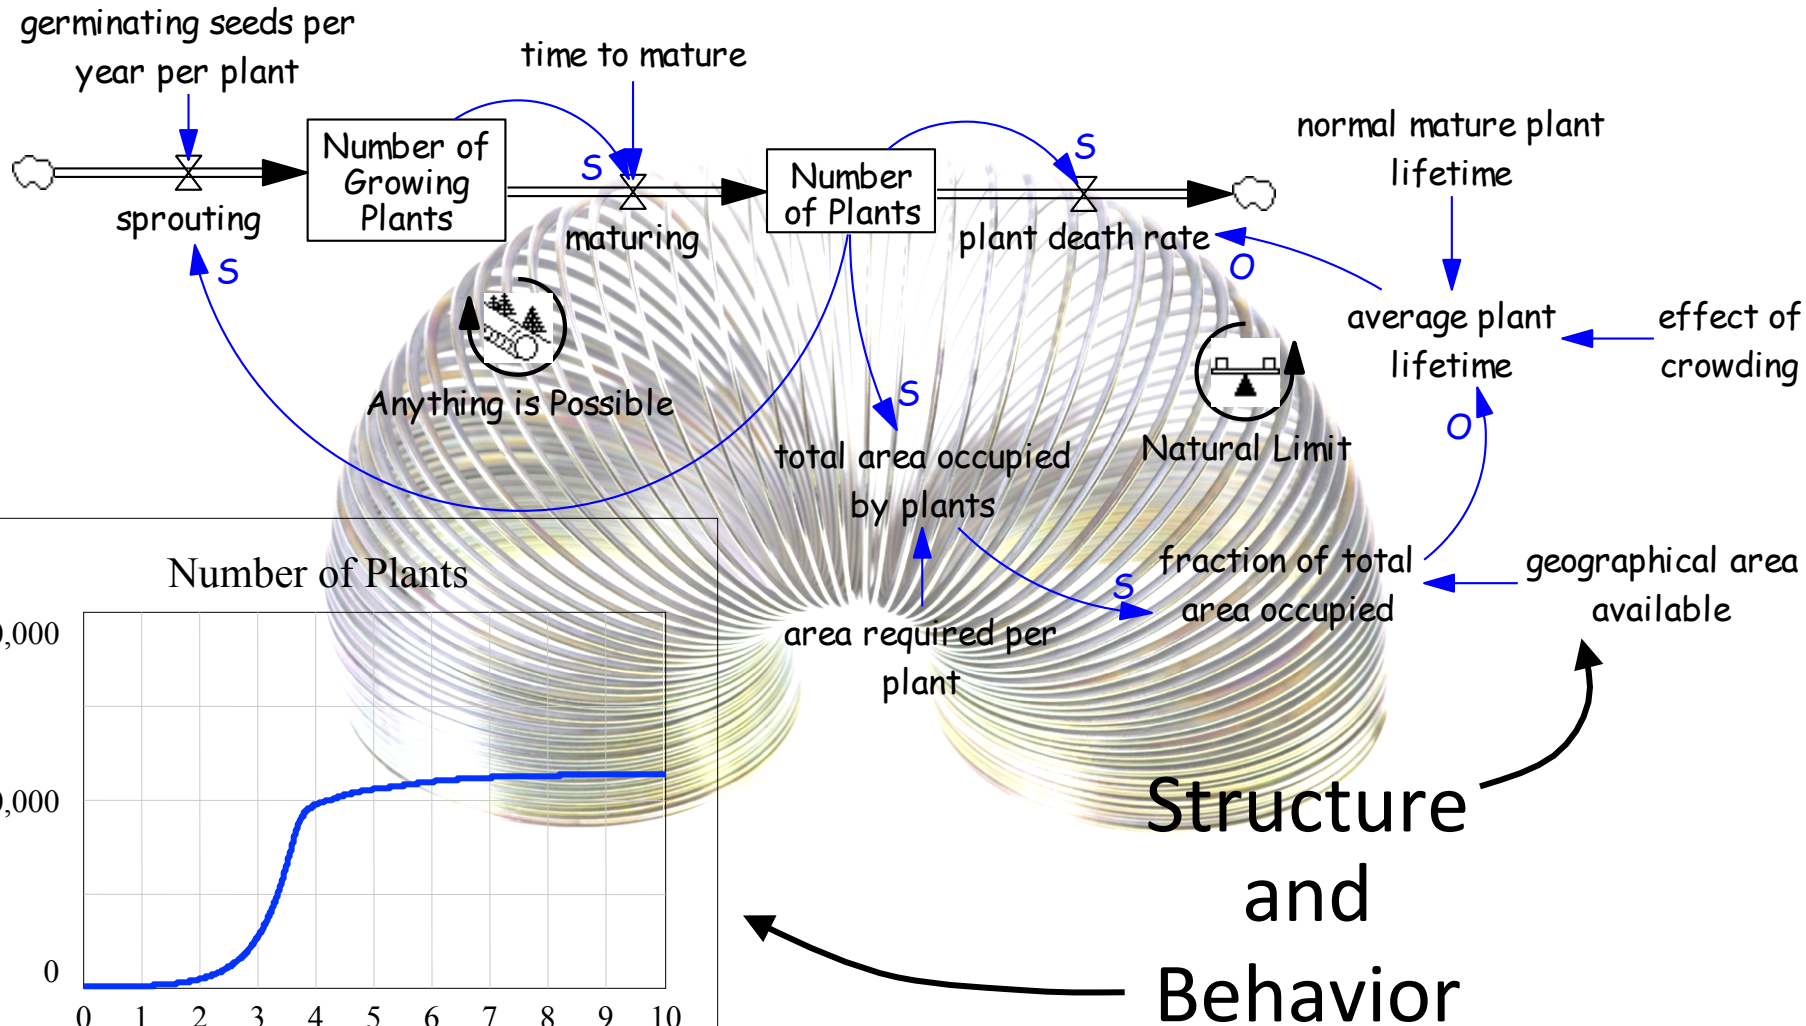 germinating seeds per
year per plant
time to mature
normal mature plant
lifetime
Number of
Growing
Plants
Number
of Plants
S
S
sprouting
maturing
plant death rate
S
O
average plant
lifetime
effect of
crowding
Anything is Possible
S
O
Natural Limit
total area occupied
by plants
fraction of total
area occupied
S
geographical area
available
area required per
plant
Number of Plants
0,000
0,000
0
0 1 2 3 4 5 6 7 8 9 10
Structure
and
Behavior